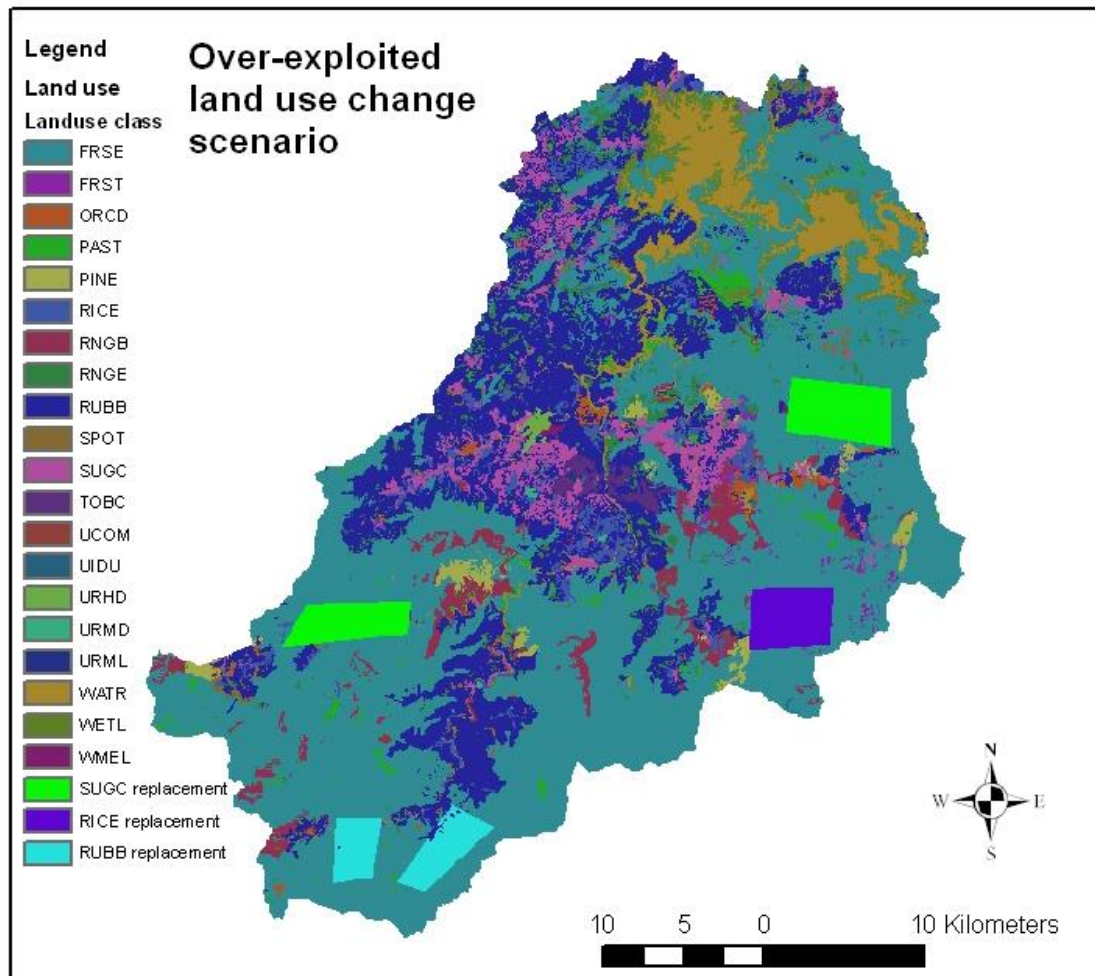 Legend
Land use
Landuse class
FRSE
FRST
ORCD
PAST
PINE
RICE
RNGB
RNGE
RUBB
SPOT
SUGC
TOBC
UCOM
UIDU
URHD
URMD
URML
WATR
WETL
WMEL
SUGC replacement
RICE replacement
RUBB replacement
Over-exploited
land use change
scenario
N
W E
S
10 5 0 10 Kilometers